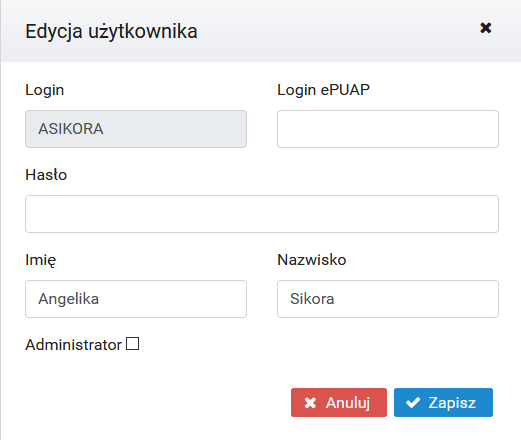 Edycja użytkownika
Login
Login ePUAP
ASIKORA
Hasło
Imię
Nazwisko
Angelika
Sikora
Administrator
Anuluj
Zapisz